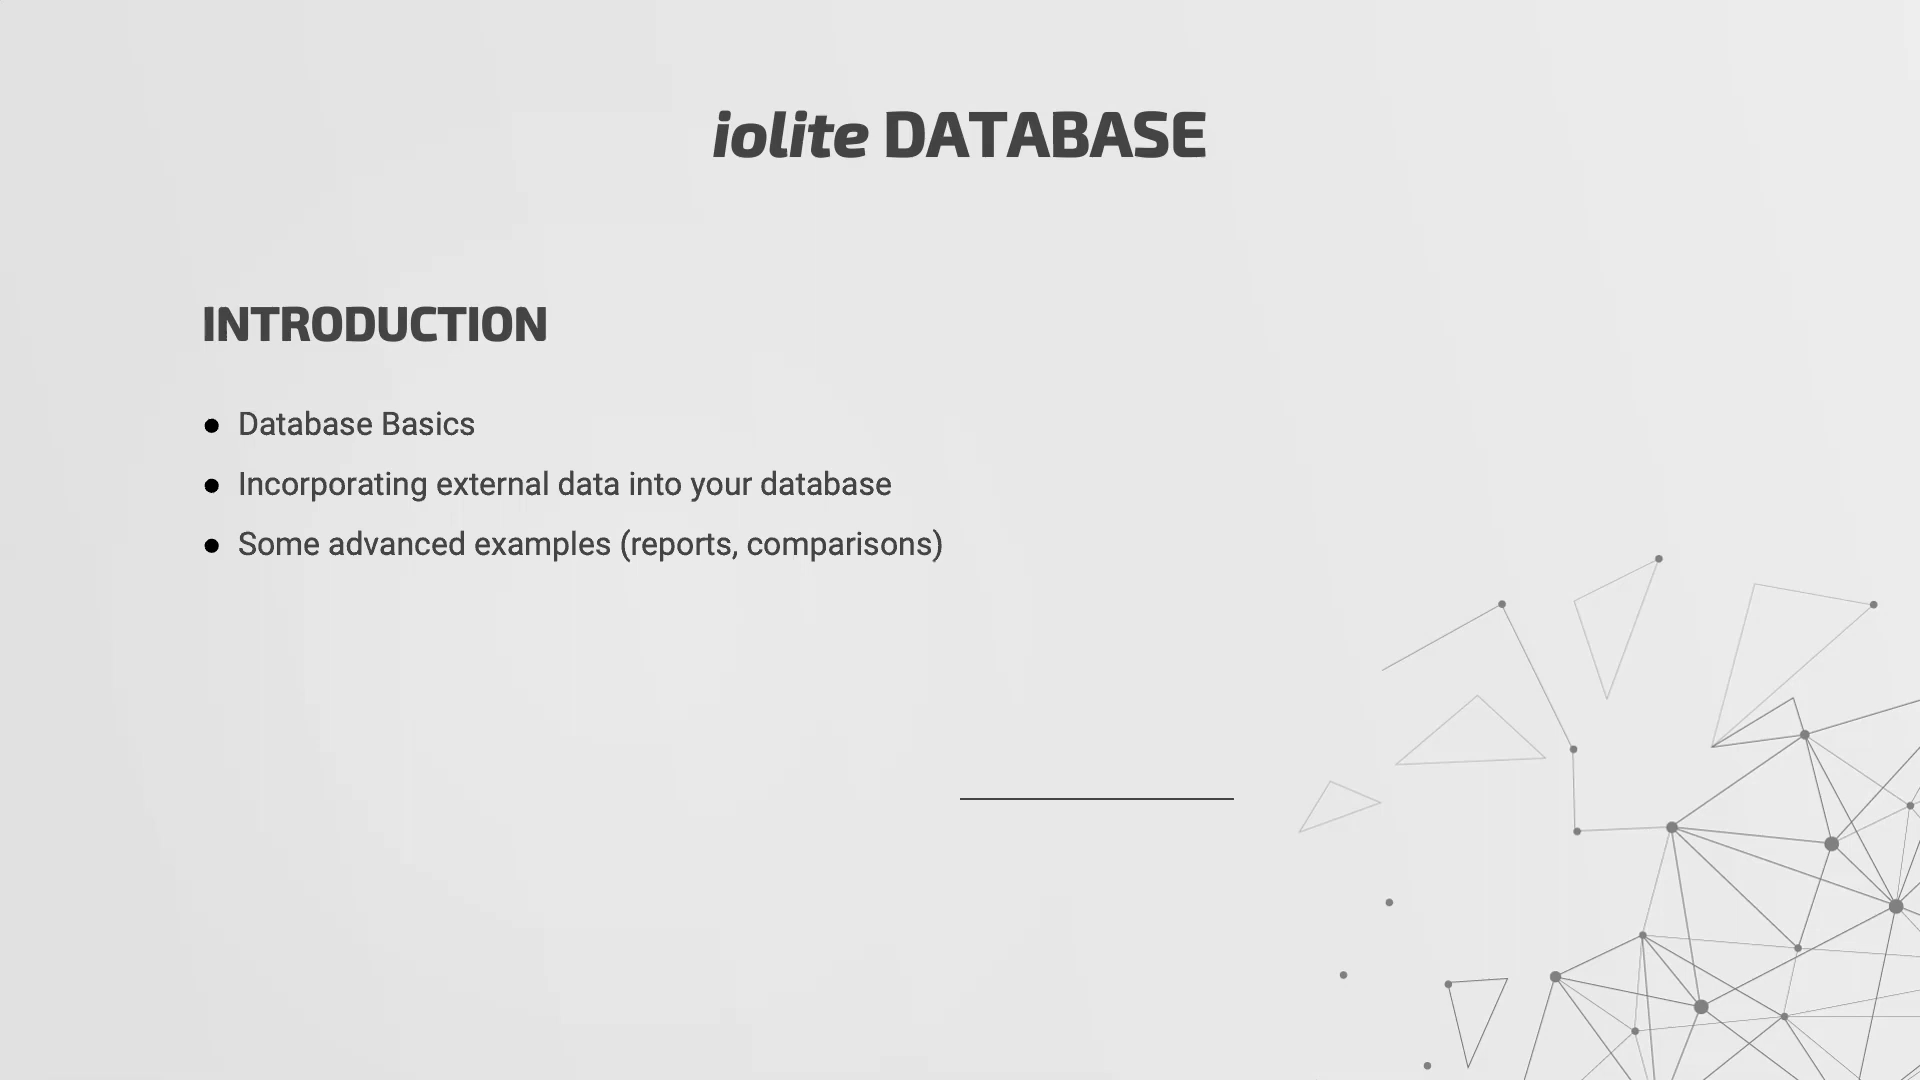 iolite DATABASE
INTRODUCTION
● Database Basics
● Incorporating external data into your database
● Some advanced examples (reports, comparisons)